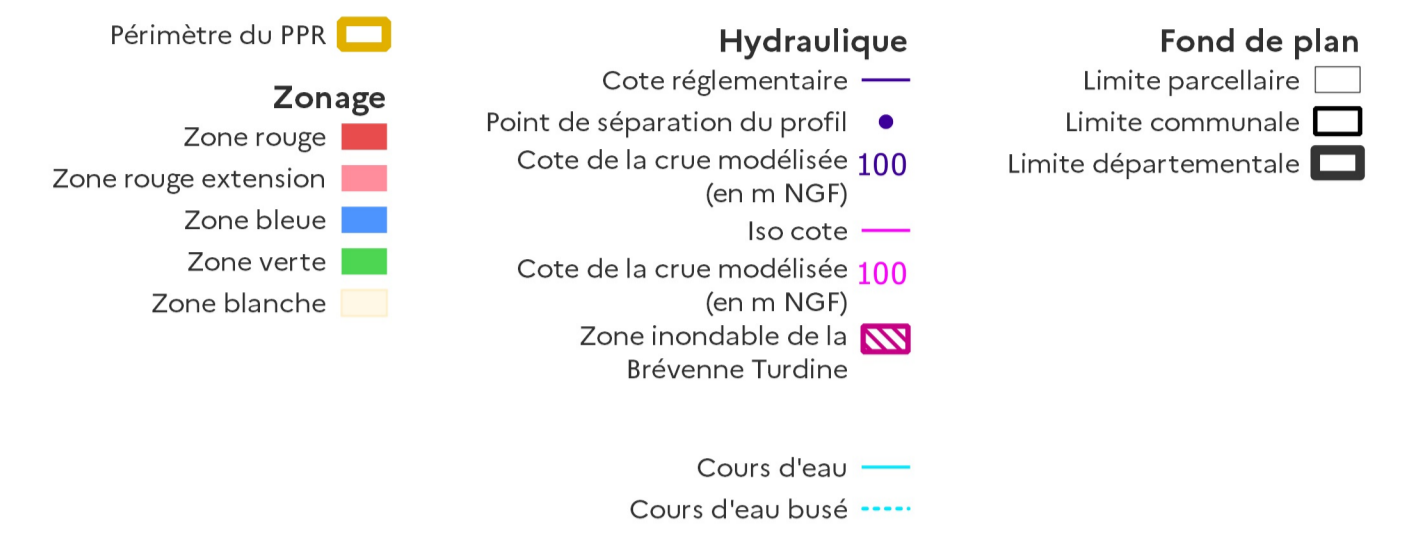 Périmètre du PPR
Zonage
Zone rouge
Zone rouge extension
Zone bleue
Zone verte
Zone blanche
Hydraulique
Cote réglementaire
Point de séparation du profil
Cote de la crue modélisée 100
(en m NGF)
Iso cote
Cote de la crue modélisée 100
(en m NGF)
Zone inondable de la
Brévenne Turdine
Cours d'eau
Cours d'eau busé
Fond de plan
Limite parcellaire
Limite communale
Limite départementale